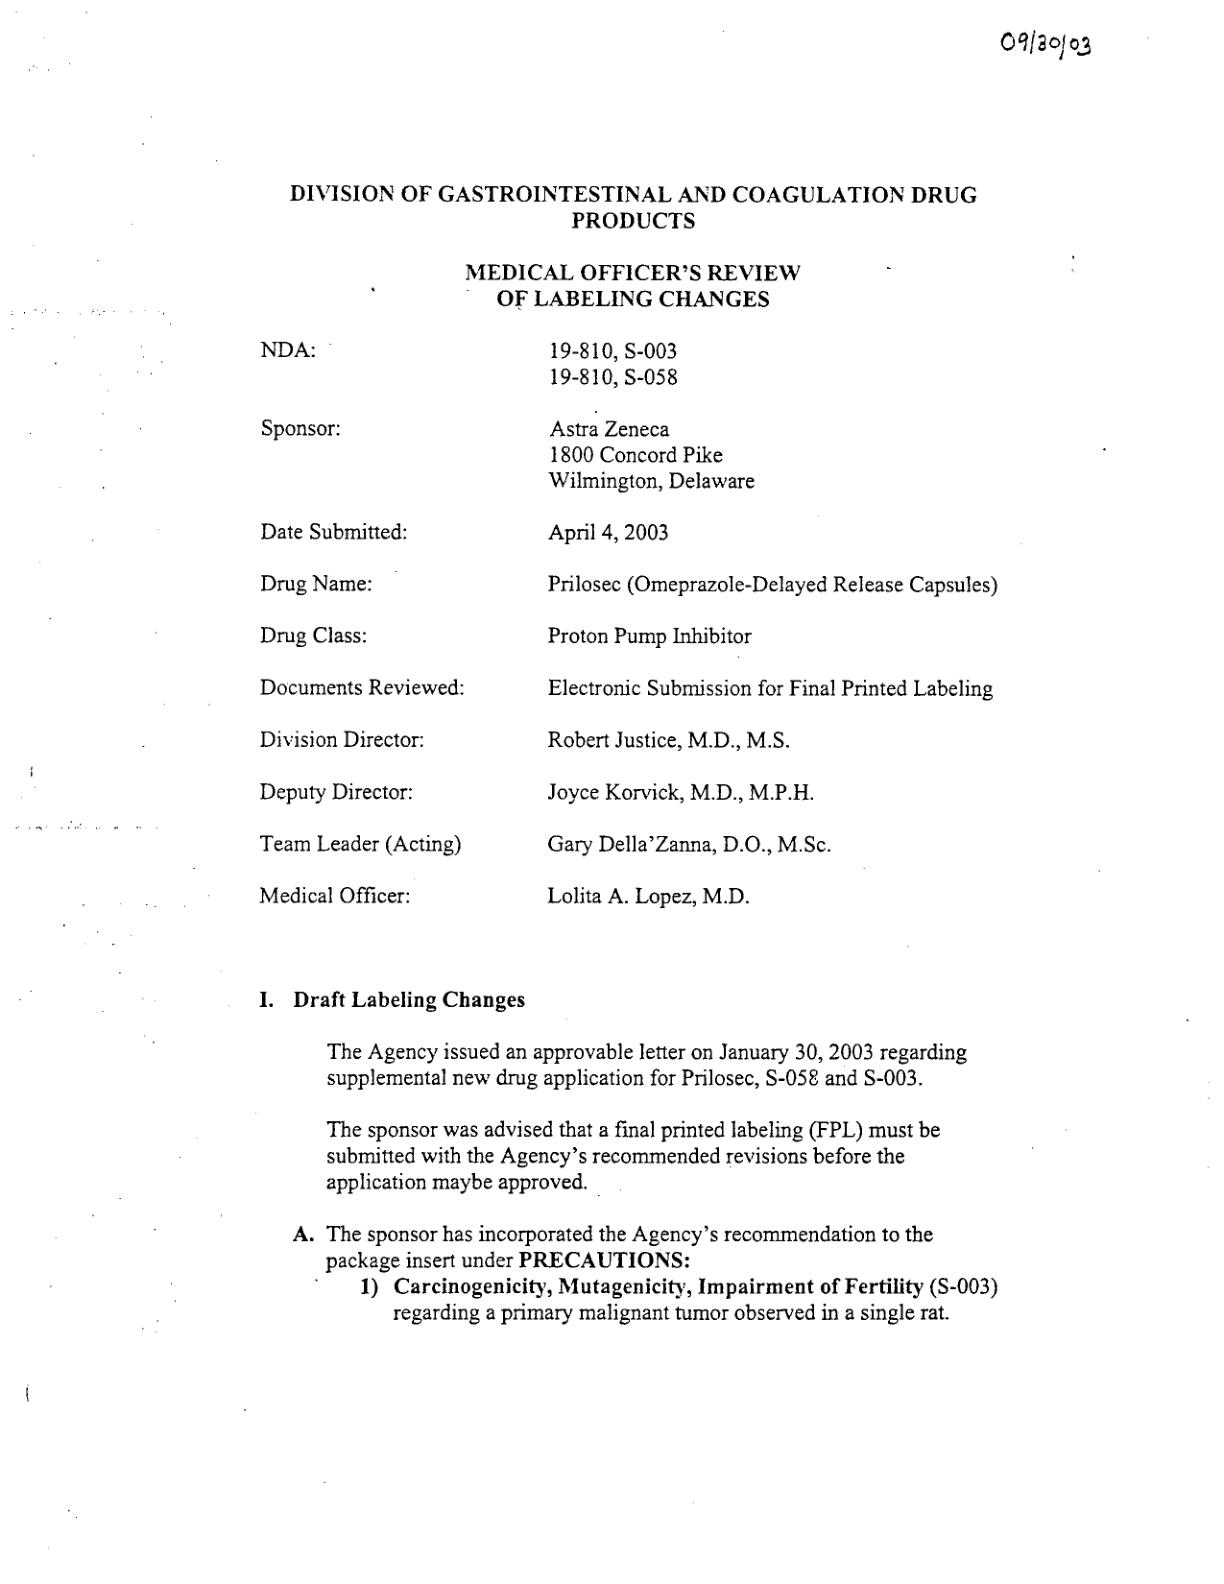 09/30/03
DIVISION OF GASTROINTESTINAL AND COAGULATION DRUG
PRODUCTS
MEDICAL OFFICER'S REVIEW
OF LABELING CHANGES
NDA: 19-810, S-003
19-810, S-058
Sponsor: Astra Zeneca
1800 Concord Pike
Wilmington, Delaware
Date Submitted: April 4, 2003
Drug Name: Prilosec (Omeprazole-Delayed Release Capsules)
Drug Class: Proton Pump Inhibitor
Documents Reviewed: Electronic Submission for Final Printed Labeling
Division Director: Robert Justice, M.D., M.S.
Deputy Director: Joyce Korvick, M.D., M.P.H.
Team Leader (Acting) Gary Della'Zanna, D.O., M.Sc.
Medical Officer: Lolita A. Lopez, M.D.
I. Draft Labeling Changes
The Agency issued an approvable letter on January 30, 2003 regarding
supplemental new drug application for Prilosec, S-058 and S-003.
The sponsor was advised that a final printed labeling (FPL) must be
submitted with the Agency's recommended revisions before the
application maybe approved.
A. The sponsor has incorporated the Agency's recommendation to the
package insert under PRECAUTIONS:
1) Carcinogenicity, Mutagenicity, Impairment of Fertility (S-003)
regarding a primary malignant tumor observed in a single rat.